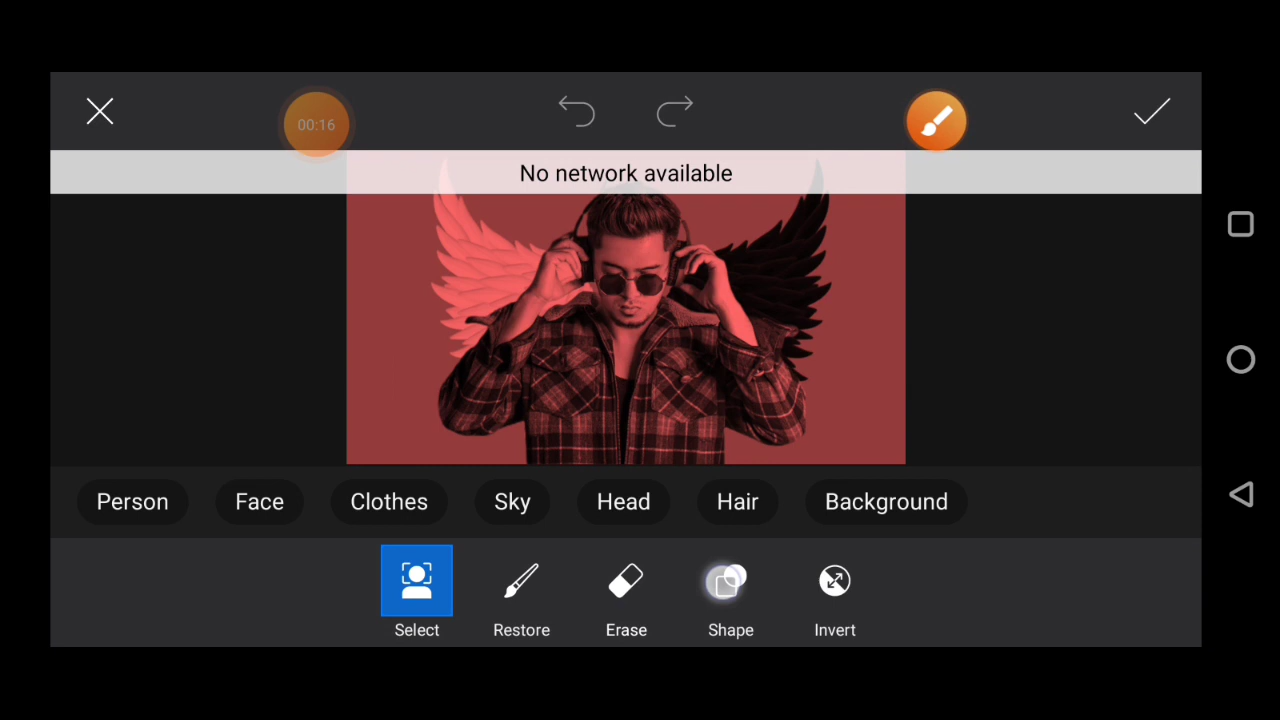 00:16
No network available
Person Face Clothes Sky Head Hair Background
Select Restore Erase Shape Invert